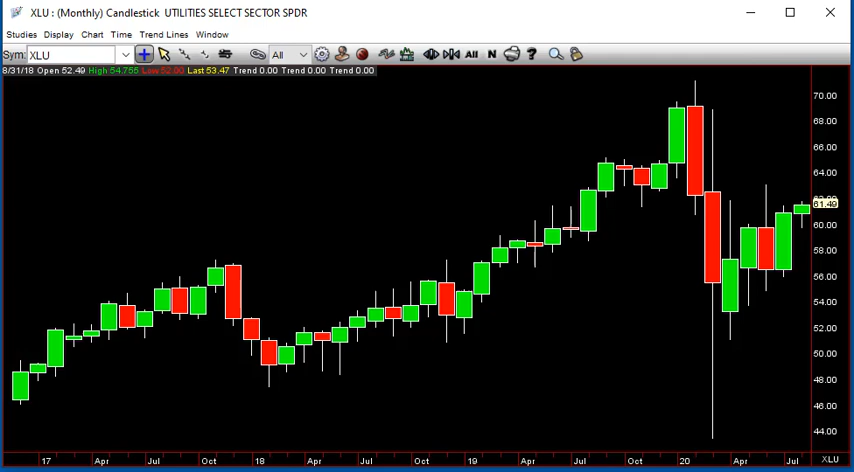 XLU : (Monthly) Candlestick  UTILITIES SELECT SECTOR SPDR
Studies Display Chart Time Trend Lines Window
Sym: XLU All All N ?
8/31/18 Open 52.49 High 54.755 Low 52.00 Last 53.47 Trend 0.00 Trend 0.00 Trend 0.00
70.00
68.00
66.00
64.00
61.49
60.00
58.00
56.00
54.00
52.00
50.00
48.00
46.00
44.00
17 Apr Jul Oct 18 Apr Jul Oct 19 Apr Jul Oct 20 Apr Jul XLU